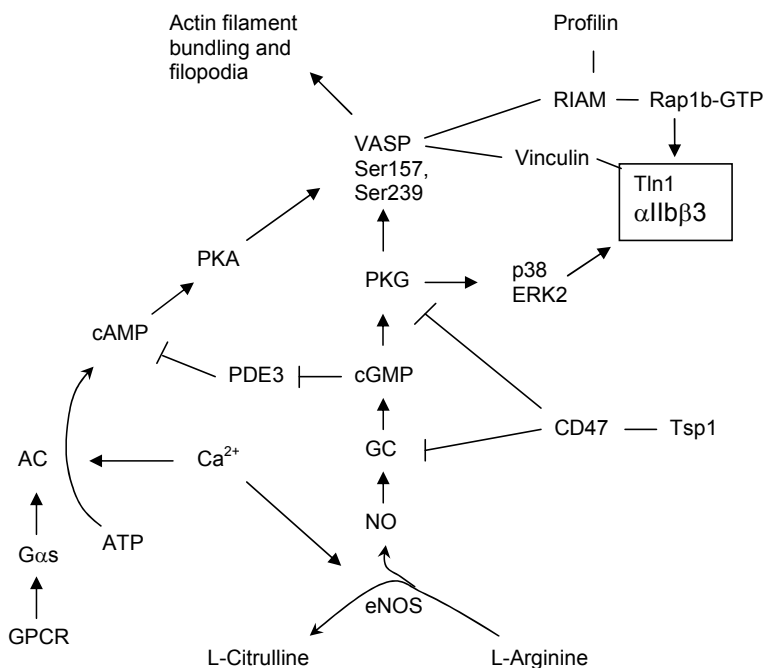 Actin filament
bundling and
filopodia
Profilin
RIAM
Rap1b-GTP
VASP
Ser157,
Ser239
Vinculin
Tln1
αIIbβ3
PKA
PKG
p38
ERK2
cAMP
PDE3
cGMP
CD47
Tsp1
AC
Ca²⁺
GC
ATP
NO
Gαs
eNOS
GPCR
L-Citrulline
L-Arginine